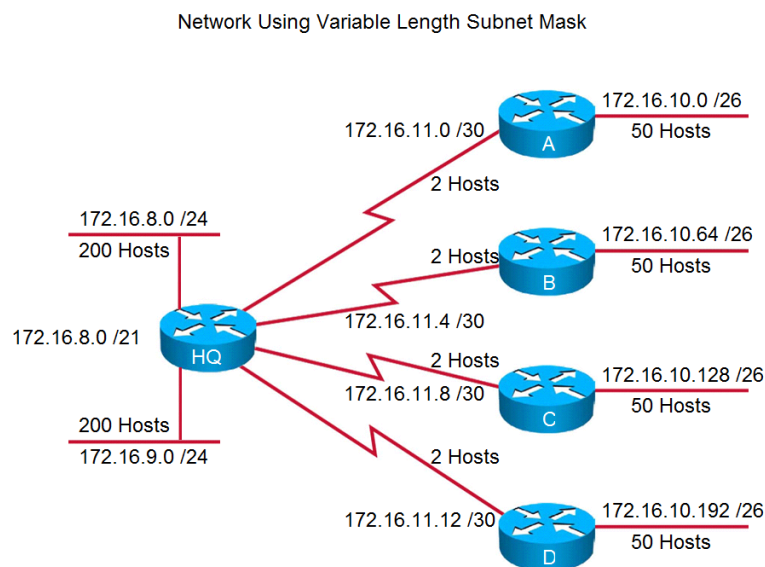 Network Using Variable Length Subnet Mask
172.16.10.0 /26
50 Hosts
A
172.16.11.0 /30
2 Hosts
172.16.8.0 /24
200 Hosts
172.16.10.64 /26
50 Hosts
B
2 Hosts
172.16.11.4 /30
172.16.8.0 /21
HQ
2 Hosts
172.16.11.8 /30
172.16.10.128 /26
50 Hosts
C
200 Hosts
172.16.9.0 /24
2 Hosts
172.16.11.12 /30
172.16.10.192 /26
50 Hosts
D